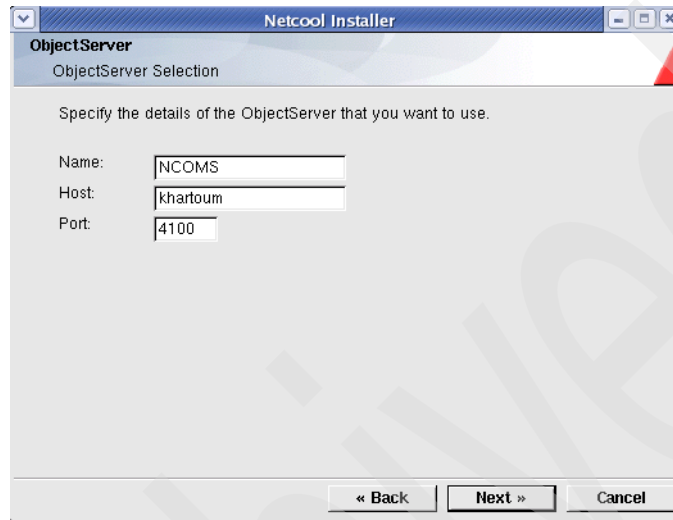 Netcool Installer
ObjectServer
ObjectServer Selection
Specify the details of the ObjectServer that you want to use.
Name: NCOMS
Host: khartoum
Port: 4100
« Back Next » Cancel